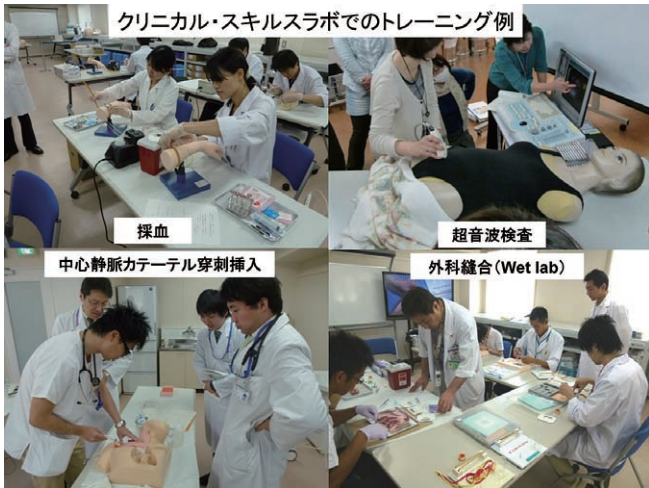 クリニカル・スキルスラボでのトレーニング例
採血
超音波検査
中心静脈カテーテル穿刺挿入
外科縫合(Wet lab)